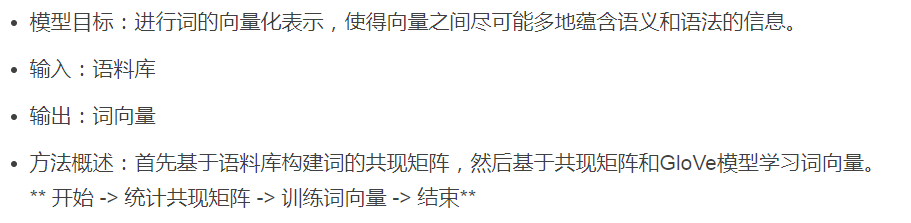 • 模型目标：进行词的向量化表示，使得向量之间尽可能多地蕴含语义和语法的信息。
• 输入：语料库
• 输出：词向量
• 方法概述：首先基于语料库构建词的共现矩阵，然后基于共现矩阵和GloVe模型学习词向量。
** 开始 -> 统计共现矩阵 -> 训练词向量 -> 结束**